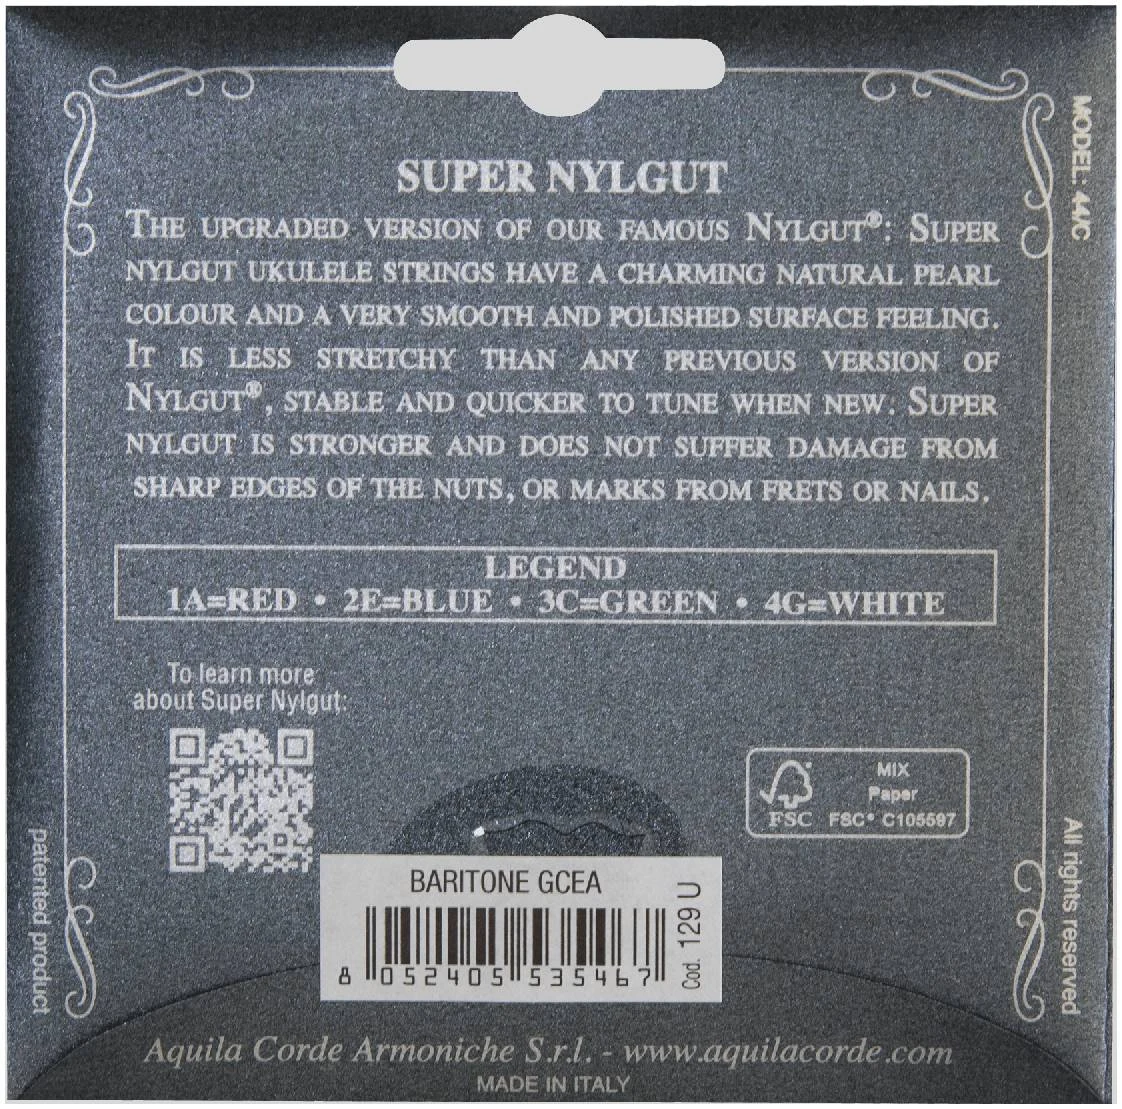 MODEL: 44C
SUPER NYLGUT
THE UPGRADED VERSION OF OUR FAMOUS NYLGUT®: SUPER
NYLGUT UKULELE STRINGS HAVE A CHARMING NATURAL PEARL
COLOUR AND A VERY SMOOTH AND POLISHED SURFACE FEELING.
IT IS LESS STRETCHY THAN ANY PREVIOUS VERSION OF
NYLGUT®, STABLE AND QUICKER TO TUNE WHEN NEW. SUPER
NYLGUT IS STRONGER AND DOES NOT SUFFER DAMAGE FROM
SHARP EDGES OF THE NUTS, OR MARKS FROM FRETS OR NAILS.
LEGEND
1A=RED • 2E=BLUE • 3C=GREEN • 4G=WHITE
To learn more
about Super Nylgut:
FSC
MIX
Paper
FSC® C105597
patented product
All rights reserved
BARITONE GCEA
8 052405 535467
Cod. 129 U
Aquila Corde Armoniche S.r.l. - www.aquilacorde.com
MADE IN ITALY